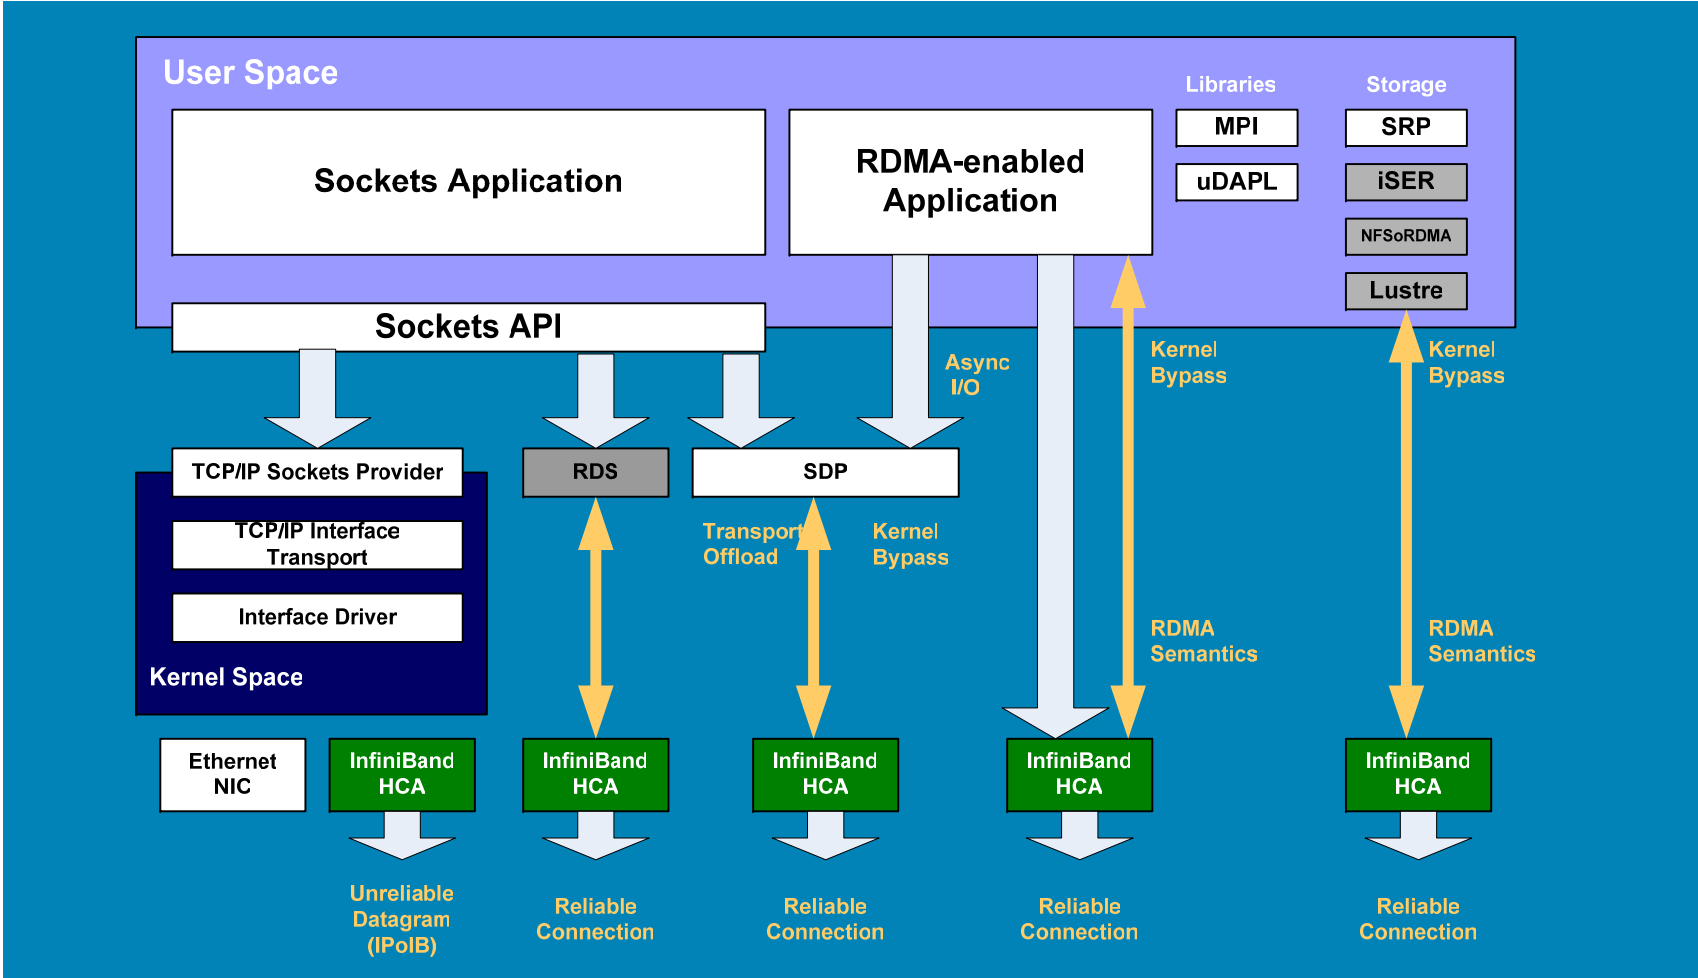 User Space
Libraries
Storage
Sockets Application
RDMA-enabled
Application
MPI
uDAPL
SRP
iSER
NFSoRDMA
Lustre
Sockets API
Async
I/O
Kernel
Bypass
Kernel
Bypass
TCP/IP Sockets Provider
RDS
SDP
TCP/IP Interface
Transport
Transport
Offload
Kernel
Bypass
Interface Driver
RDMA
Semantics
RDMA
Semantics
Kernel Space
Ethernet
NIC
InfiniBand
HCA
InfiniBand
HCA
InfiniBand
HCA
InfiniBand
HCA
InfiniBand
HCA
Unreliable
Datagram
(IPoIB)
Reliable
Connection
Reliable
Connection
Reliable
Connection
Reliable
Connection